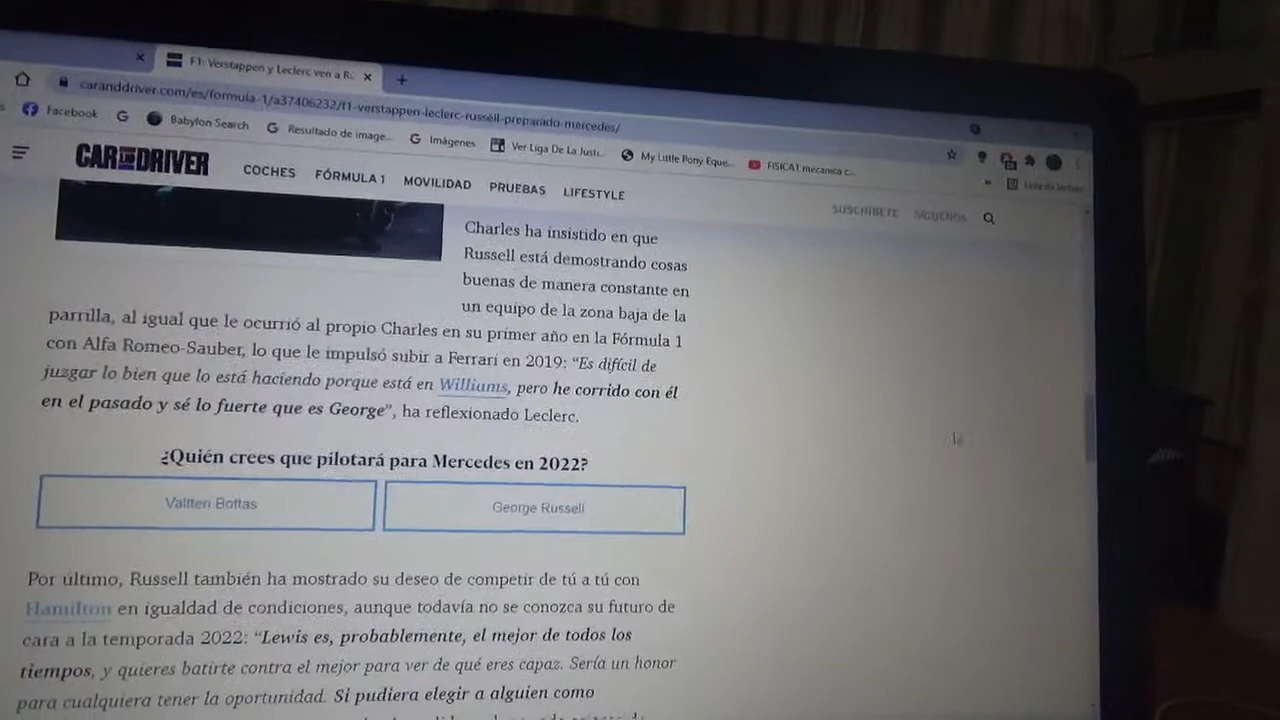 F1: Verstappen y Leclerc ven a R
caranddriver.com/es/formula-1/a37406232/f1-verstappen-leclerc-russell-preparado-mercedes/
Facebook
Babylon Search
Resultado de image...
Imágenes
Ver Liga De La Justi...
My Little Pony Eque...
FISICA1 mecanica c...
CAR AND DRIVER
COCHES FÓRMULA 1 MOVILIDAD PRUEBAS LIFESTYLE
SUSCRÍBETE SÍGUENOS
Charles ha insistido en que
Russell está demostrando cosas
buenas de manera constante en
un equipo de la zona baja de la
parrilla, al igual que le ocurrió al propio Charles en su primer año en la Fórmula 1
con Alfa Romeo-Sauber, lo que le impulsó subir a Ferrari en 2019: “Es difícil de
juzgar lo bien que lo está haciendo porque está en Williams, pero he corrido con él
en el pasado y sé lo fuerte que es George”, ha reflexionado Leclerc.
¿Quién crees que pilotará para Mercedes en 2022?
Valtteri Bottas
George Russell
Por último, Russell también ha mostrado su deseo de competir de tú a tú con
Hamilton en igualdad de condiciones, aunque todavía no se conozca su futuro de
cara a la temporada 2022: “Lewis es, probablemente, el mejor de todos los
tiempos, y quieres batirte contra el mejor para ver de qué eres capaz. Sería un honor
para cualquiera tener la oportunidad. Si pudiera elegir a alguien como